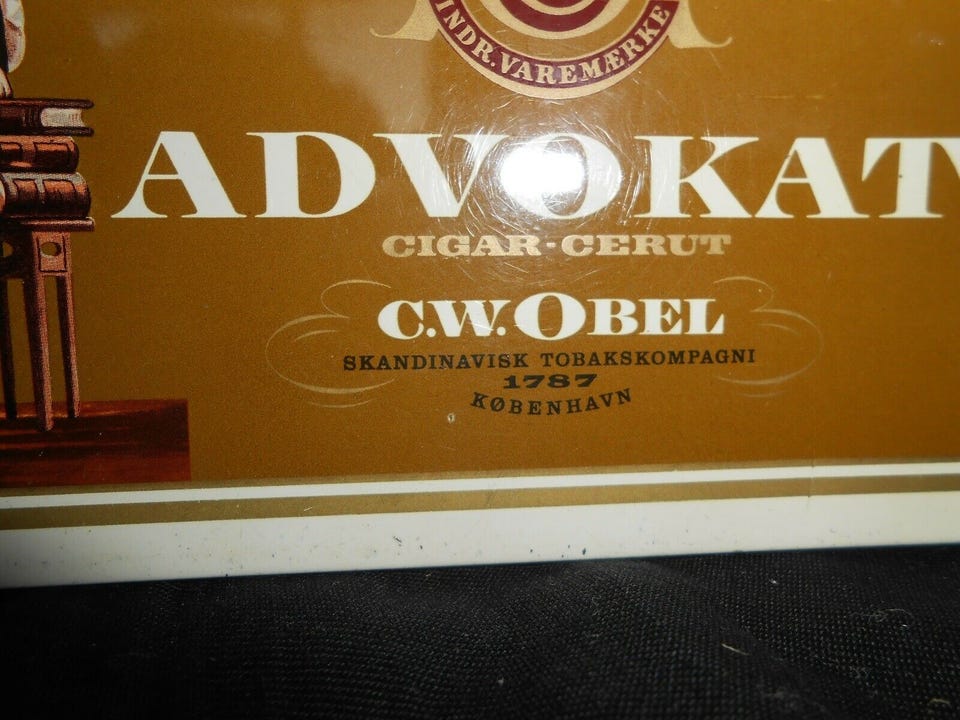 INDR. VAREMÆRKE
ADVOKAT
CIGAR-CERUT
C.W. OBEL
SKANDINAVISK TOBAKSKOMPAGNI
1787
KØBENHAVN